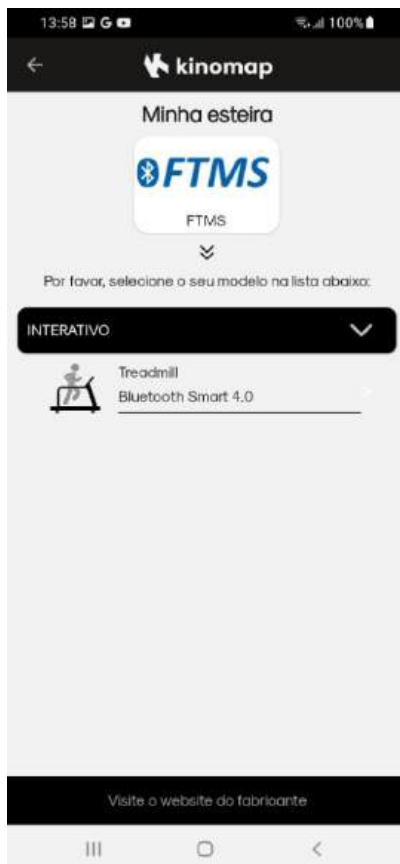 13:58 G 100%
kinomap
Minha esteira
FTMS
FTMS
Por favor, selecione o seu modelo na lista abaixo:
INTERATIVO
Treadmill
Bluetooth Smart 4.0
Visite o website do fabricante